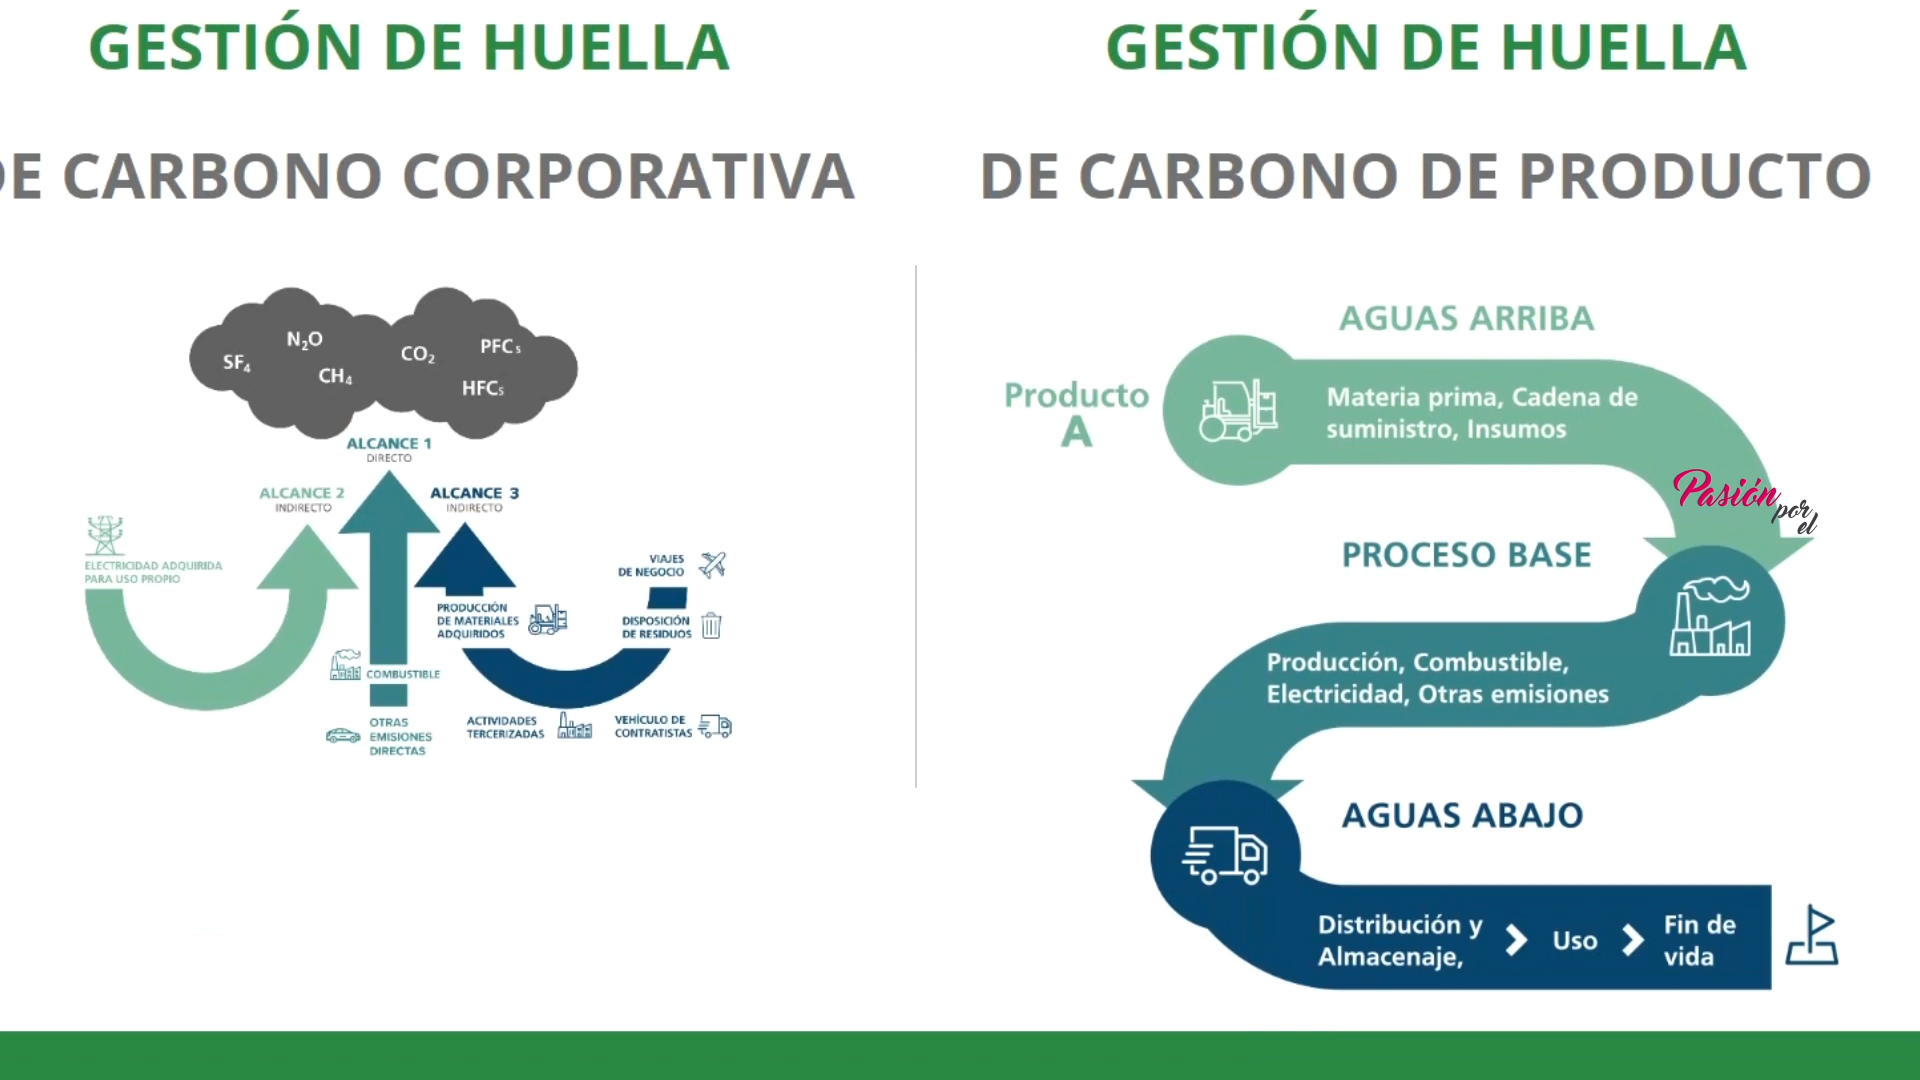 GESTIÓN DE HUELLA
DE CARBONO CORPORATIVA
SF₄
N₂O
CH₄
CO₂
PFCs
HFCs
ALCANCE 1
DIRECTO
ALCANCE 2
INDIRECTO
ALCANCE 3
INDIRECTO
ELECTRICIDAD ADQUIRIDA
PARA USO PROPIO
COMBUSTIBLE
OTRAS
EMISIONES
DIRECTAS
PRODUCCIÓN
DE MATERIALES
ADQUIRIDOS
VIAJES
DE NEGOCIO
DISPOSICIÓN
DE RESIDUOS
ACTIVIDADES
TERCERIZADAS
VEHÍCULO DE
CONTRATISTAS
GESTIÓN DE HUELLA
DE CARBONO DE PRODUCTO
Producto
A
AGUAS ARRIBA
Materia prima, Cadena de
suministro, Insumos
Pasión
por
el
PROCESO BASE
Producción, Combustible,
Electricidad, Otras emisiones
AGUAS ABAJO
Distribución y
Almacenaje,
Uso
Fin de
vida